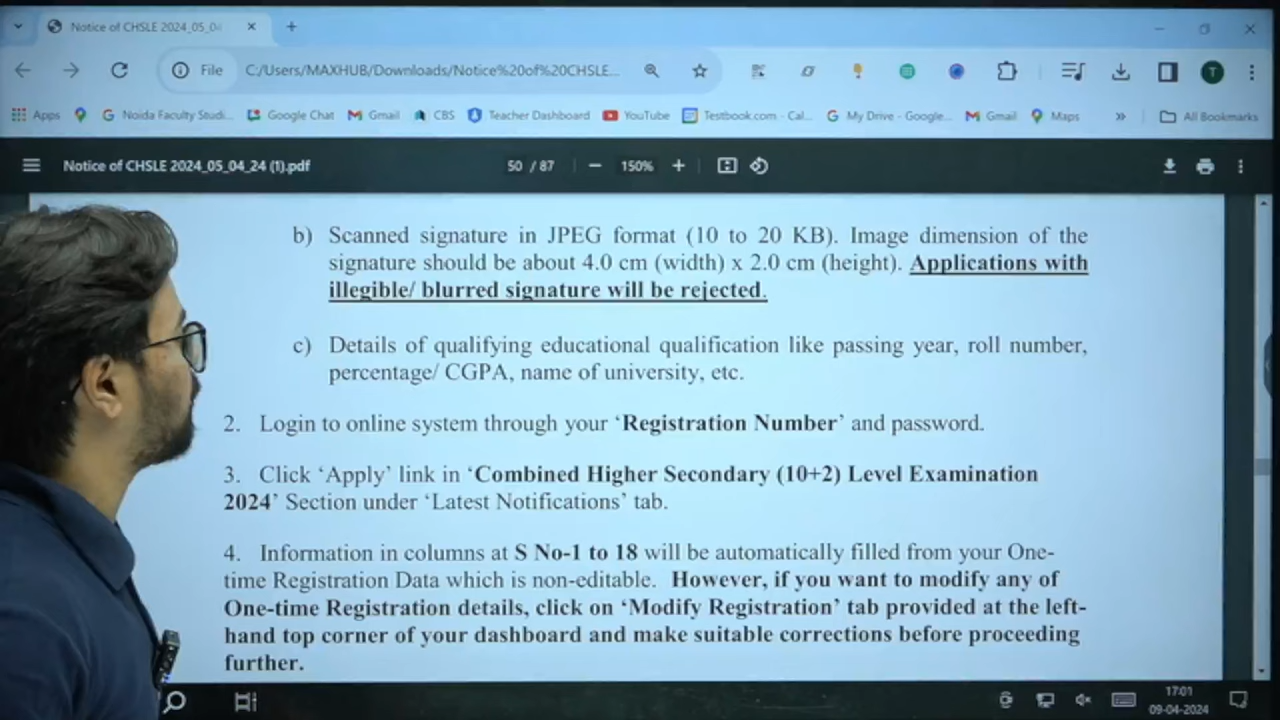 Notice of CHSLE 2024_05_04
File
C:/Users/MAXHUB/Downloads/Notice%20of%20CHSLE...
Apps
Noida Faculty Studi...
Google Chat
Gmail
CBS
Teacher Dashboard
YouTube
Testbook.com - Cal...
My Drive - Google...
Gmail
Maps
»
All Bookmarks
T
Notice of CHSLE 2024_05_04_24 (1).pdf
50 / 87
150%
b) Scanned signature in JPEG format (10 to 20 KB). Image dimension of the
signature should be about 4.0 cm (width) x 2.0 cm (height). Applications with
illegible/ blurred signature will be rejected.
c) Details of qualifying educational qualification like passing year, roll number,
percentage/ CGPA, name of university, etc.
2. Login to online system through your ‘Registration Number’ and password.
3. Click ‘Apply’ link in ‘Combined Higher Secondary (10+2) Level Examination
2024’ Section under ‘Latest Notifications’ tab.
4. Information in columns at S No-1 to 18 will be automatically filled from your One-
time Registration Data which is non-editable. However, if you want to modify any of
One-time Registration details, click on ‘Modify Registration’ tab provided at the left-
hand top corner of your dashboard and make suitable corrections before proceeding
further.
17:01
09-04-2024